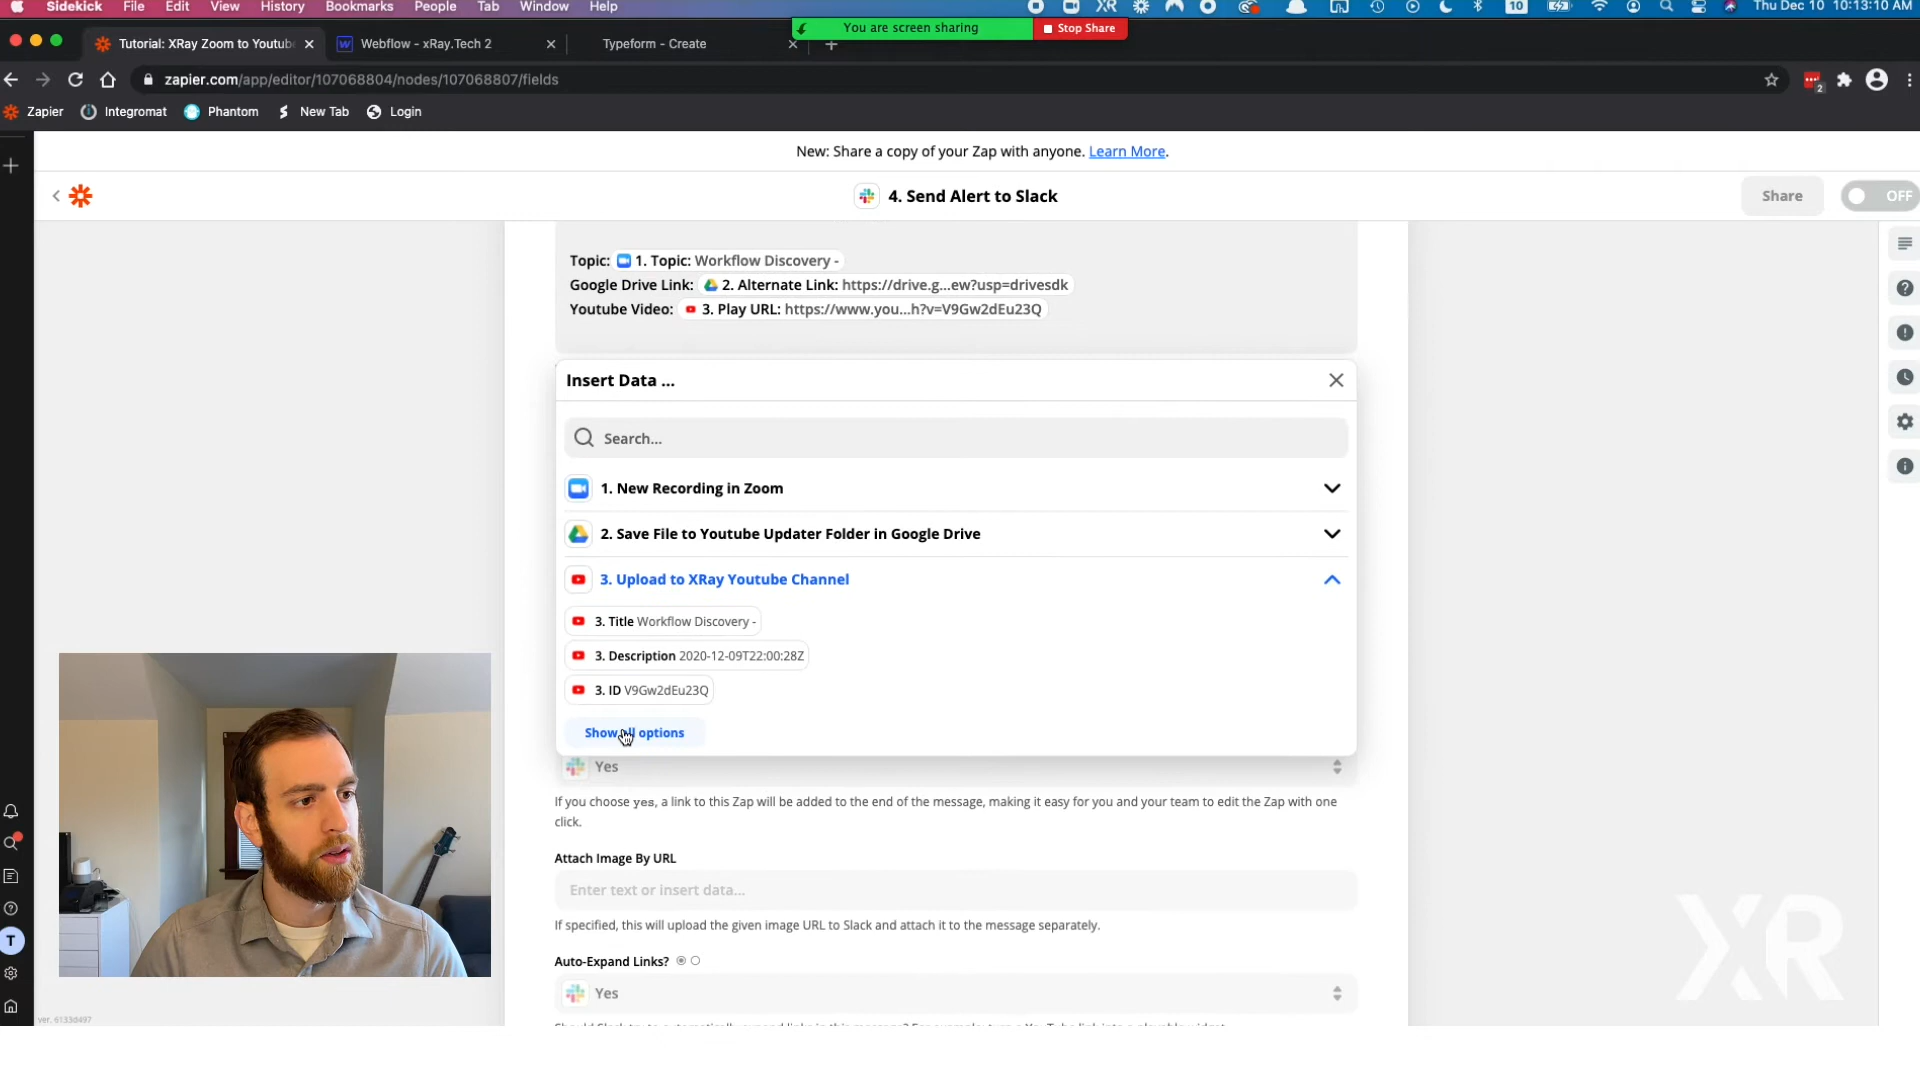 Sidekick File Edit View History Bookmarks People Tab Window Help XR 10 Thu Dec 10 10:13:10 AM
You are screen sharing Stop Share
Tutorial: XRay Zoom to Youtube Webflow - xRay.Tech 2 Typeform - Create
zapier.com/app/editor/107068804/nodes/107068807/fields 2
Zapier Integromat Phantom New Tab Login
New: Share a copy of your Zap with anyone. Learn More.
4. Send Alert to Slack Share OFF
Topic: 1. Topic: Workflow Discovery -
Google Drive Link: 2. Alternate Link: https://drive.g...ew?usp=drivesdk
Youtube Video: 3. Play URL: https://www.you...h?v=V9Gw2dEu23Q
Insert Data ...
Search...
1. New Recording in Zoom
2. Save File to Youtube Updater Folder in Google Drive
3. Upload to XRay Youtube Channel
3. Title Workflow Discovery -
3. Description 2020-12-09T22:00:28Z
3. ID V9Gw2dEu23Q
Show all options
Yes
If you choose yes, a link to this Zap will be added to the end of the message, making it easy for you and your team to edit the Zap with one
click.
Attach Image By URL
Enter text or insert data...
If specified, this will upload the given image URL to Slack and attach it to the message separately.
Auto-Expand Links?
Yes
T
ver. 6133d497
XR